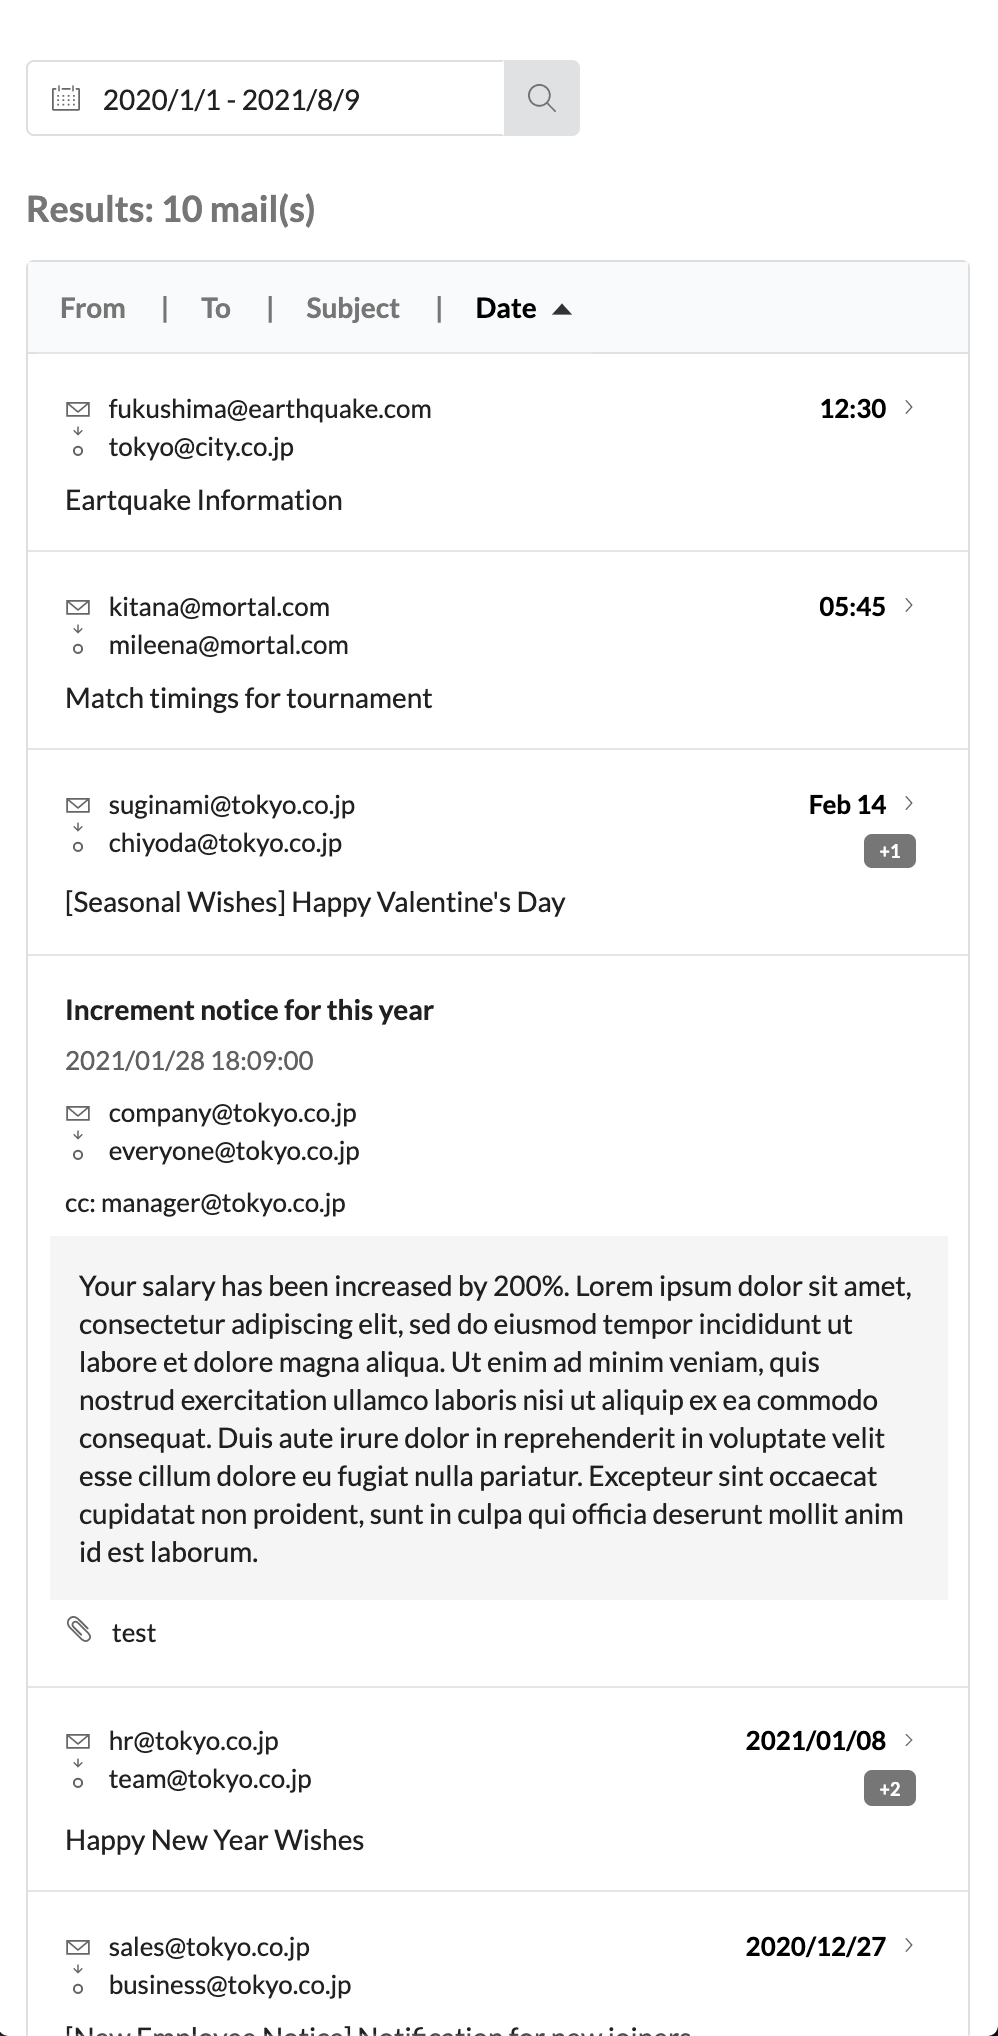 2020/1/1 - 2021/8/9
Results: 10 mail(s)
From | To | Subject | Date ▲
fukushima@earthquake.com 12:30
tokyo@city.co.jp
Eartquake Information
kitana@mortal.com 05:45
mileena@mortal.com
Match timings for tournament
suginami@tokyo.co.jp Feb 14
chiyoda@tokyo.co.jp +1
[Seasonal Wishes] Happy Valentine's Day
Increment notice for this year
2021/01/28 18:09:00
company@tokyo.co.jp
everyone@tokyo.co.jp
cc: manager@tokyo.co.jp
Your salary has been increased by 200%. Lorem ipsum dolor sit amet,
consectetur adipiscing elit, sed do eiusmod tempor incididunt ut
labore et dolore magna aliqua. Ut enim ad minim veniam, quis
nostrud exercitation ullamco laboris nisi ut aliquip ex ea commodo
consequat. Duis aute irure dolor in reprehenderit in voluptate velit
esse cillum dolore eu fugiat nulla pariatur. Excepteur sint occaecat
cupidatat non proident, sunt in culpa qui officia deserunt mollit anim
id est laborum.
test
hr@tokyo.co.jp 2021/01/08
team@tokyo.co.jp +2
Happy New Year Wishes
sales@tokyo.co.jp 2020/12/27
business@tokyo.co.jp
[New Employee Notice] Notification for new joiners